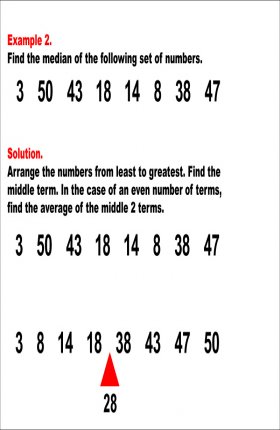 Example 2.
Find the median of the following set of numbers.
3 50 43 18 14 8 38 47
Solution.
Arrange the numbers from least to greatest. Find the
middle term. In the case of an even number of terms,
find the average of the middle 2 terms.
3 50 43 18 14 8 38 47
3 8 14 18 38 43 47 50
28